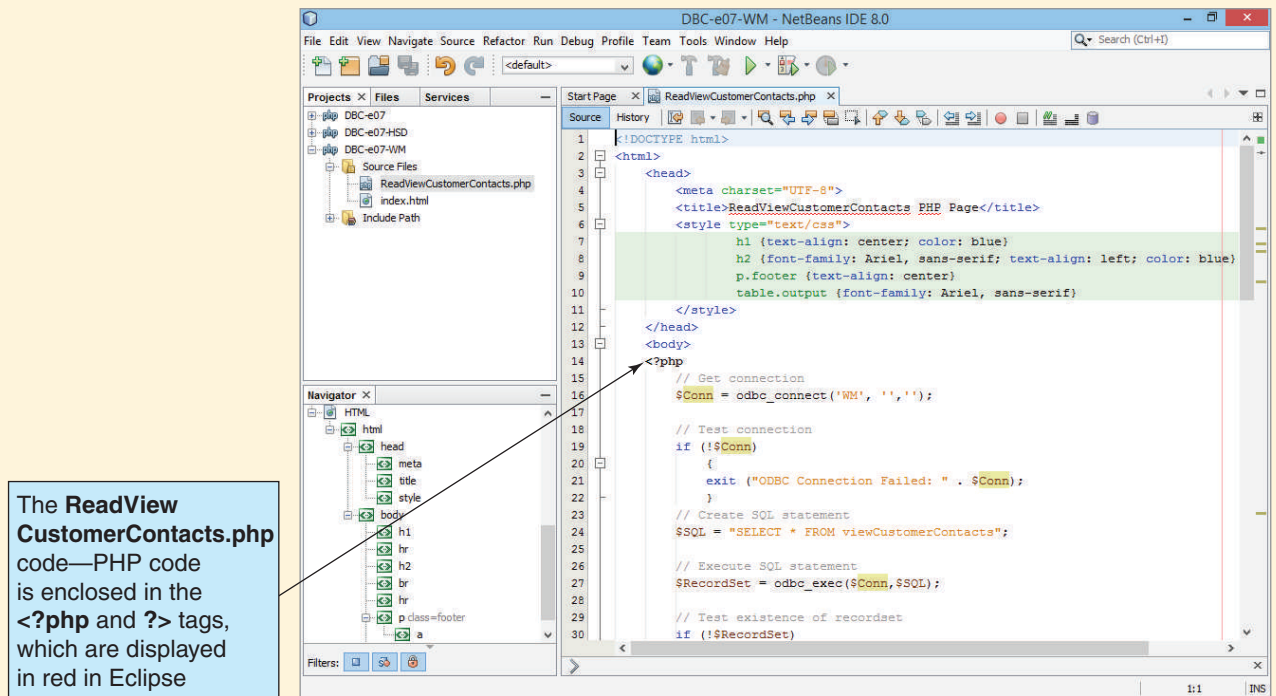 DBC-e07-WM - NetBeans IDE 8.0
File Edit View Navigate Source Refactor Run Debug Profile Team Tools Window Help
Search (Ctrl+I)
<default>
Projects Files Services
DBC-e07
DBC-e07-HSD
DBC-e07-WM
Source Files
ReadViewCustomerContacts.php
index.html
Include Path
Navigator
HTML
html
head
meta
title
style
body
h1
hr
h2
br
hr
p class=footer
a
Filters:
Start Page ReadViewCustomerContacts.php
Source History
1 <!DOCTYPE html>
2 <html>
3 <head>
4 <meta charset="UTF-8">
5 <title>ReadViewCustomerContacts PHP Page</title>
6 <style type="text/css">
7 h1 {text-align: center; color: blue}
8 h2 {font-family: Ariel, sans-serif; text-align: left; color: blue}
9 p.footer {text-align: center}
10 table.output {font-family: Ariel, sans-serif}
11 </style>
12 </head>
13 <body>
14 <?php
15 // Get connection
16 $Conn = odbc_connect('WM', '','');
17
18 // Test connection
19 if (!$Conn)
20 {
21 exit ("ODBC Connection Failed: " . $Conn);
22 }
23 // Create SQL statement
24 $SQL = "SELECT * FROM viewCustomerContacts";
25
26 // Execute SQL statement
27 $RecordSet = odbc_exec($Conn,$SQL);
28
29 // Test existence of recordset
30 if (!$RecordSet)
1:1 INS
The ReadView
CustomerContacts.php
code—PHP code
is enclosed in the
<?php and ?> tags,
which are displayed
in red in Eclipse